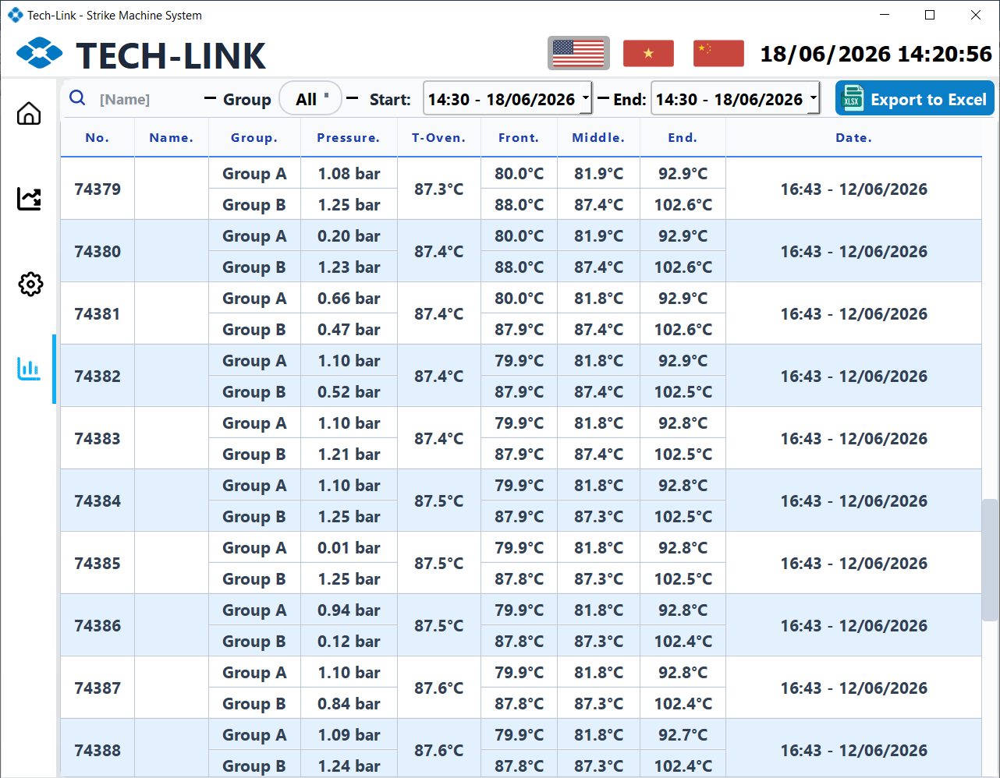 Tech-Link - Strike Machine System
TECH-LINK
18/06/2026 14:20:56
[Name] Group All Start: 14:30 - 18/06/2026 End: 14:30 - 18/06/2026 XLSX Export to Excel
No. Name. Group. Pressure. T-Oven. Front. Middle. End. Date.
74379 Group A 1.08 bar 87.3°C 80.0°C 81.9°C 92.9°C 16:43 - 12/06/2026
Group B 1.25 bar 88.0°C 87.4°C 102.6°C
74380 Group A 0.20 bar 87.4°C 80.0°C 81.9°C 92.9°C 16:43 - 12/06/2026
Group B 1.23 bar 88.0°C 87.4°C 102.6°C
74381 Group A 0.66 bar 87.4°C 80.0°C 81.8°C 92.9°C 16:43 - 12/06/2026
Group B 0.47 bar 87.9°C 87.4°C 102.6°C
74382 Group A 1.10 bar 87.4°C 79.9°C 81.8°C 92.9°C 16:43 - 12/06/2026
Group B 0.52 bar 87.9°C 87.4°C 102.5°C
74383 Group A 1.10 bar 87.4°C 79.9°C 81.8°C 92.8°C 16:43 - 12/06/2026
Group B 1.21 bar 87.9°C 87.4°C 102.5°C
74384 Group A 1.10 bar 87.5°C 79.9°C 81.8°C 92.8°C 16:43 - 12/06/2026
Group B 1.25 bar 87.9°C 87.3°C 102.5°C
74385 Group A 0.01 bar 87.5°C 79.9°C 81.8°C 92.8°C 16:43 - 12/06/2026
Group B 1.25 bar 87.8°C 87.3°C 102.5°C
74386 Group A 0.94 bar 87.5°C 79.9°C 81.8°C 92.8°C 16:43 - 12/06/2026
Group B 0.12 bar 87.8°C 87.3°C 102.4°C
74387 Group A 1.10 bar 87.6°C 79.9°C 81.8°C 92.8°C 16:43 - 12/06/2026
Group B 0.84 bar 87.8°C 87.3°C 102.4°C
74388 Group A 1.09 bar 87.6°C 79.9°C 81.8°C 92.7°C 16:43 - 12/06/2026
Group B 1.24 bar 87.8°C 87.3°C 102.4°C